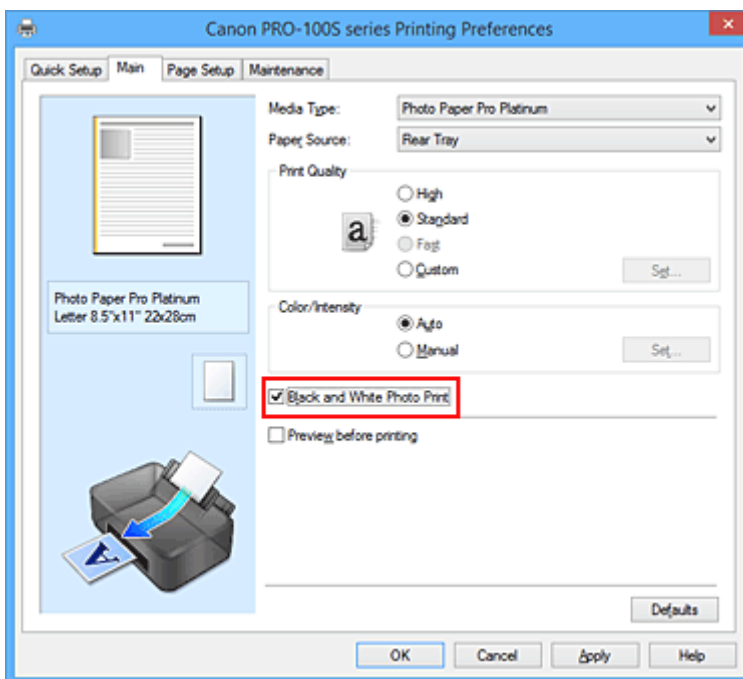 Canon PRO-100S series Printing Preferences
Quick Setup Main Page Setup Maintenance
Media Type: Photo Paper Pro Platinum
Paper Source: Rear Tray
Print Quality
High
a
Standard
Fast
Custom Set...
Photo Paper Pro Platinum
Letter 8.5"x11" 22x28cm
Color/Intensity
Auto
Manual Set...
Black and White Photo Print
Preview before printing
A
Defaults
OK Cancel Apply Help